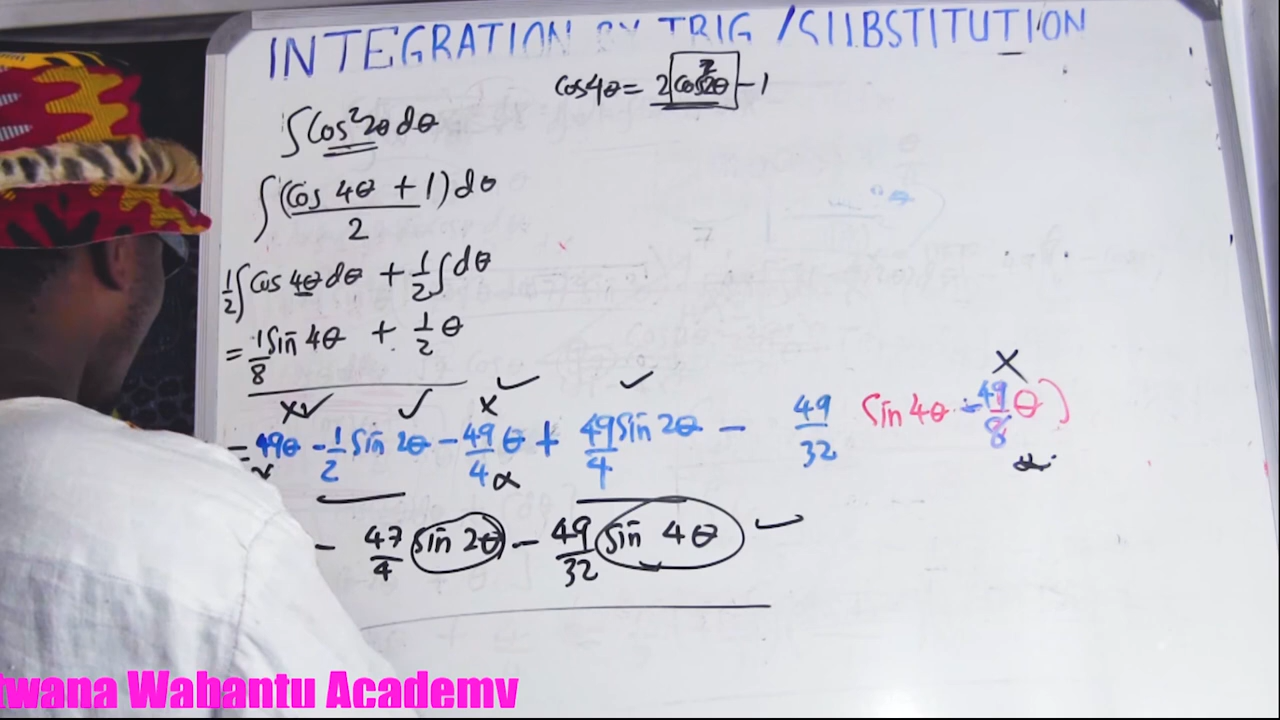 INTEGRATION BY TRIG /SUBSTITUTION
cos4θ = 2cos²2θ - 1
∫ Cos²2θ dθ
∫ (Cos 4θ + 1)/2 dθ
1/2 ∫ Cos 4θ dθ + 1/2 ∫ dθ
= 1/8 Sin 4θ + 1/2 θ
= 49θ - 1/2 Sin 2θ - 49/4 θ + 49/4 Sin 2θ - 49/32 Sin 4θ - 49/8 θ)
- 47/4 Sin 2θ - 49/32 Sin 4θ
twana Wabantu Academy